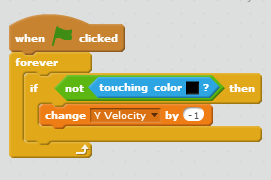 when clicked
forever
if not touching color ? then
change Y Velocity by -1